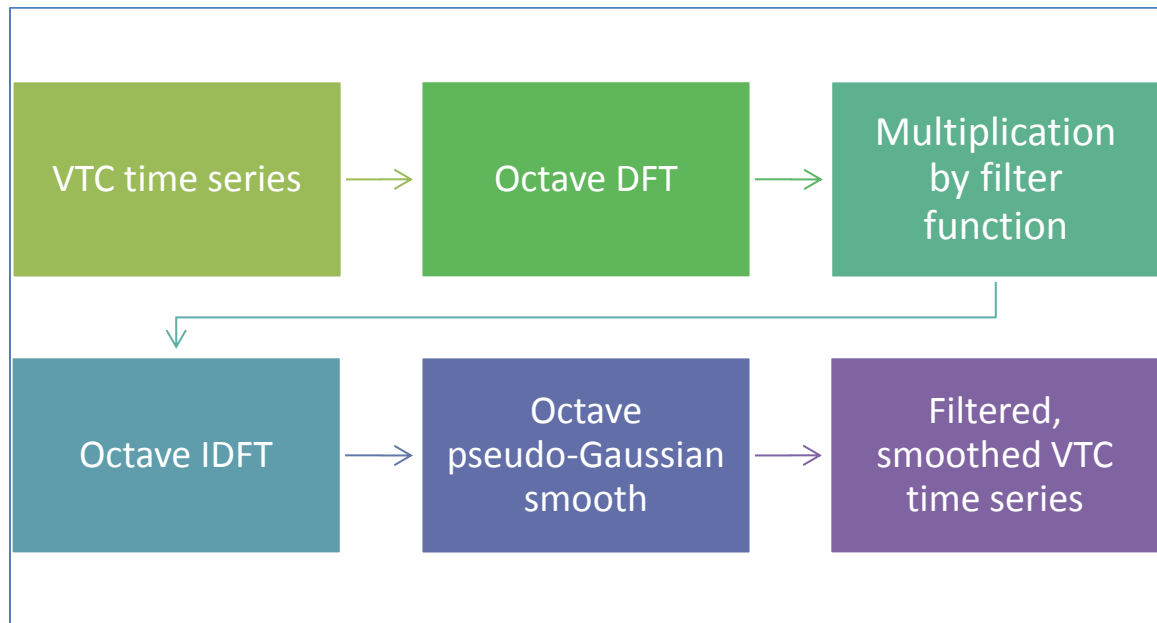 VTC time series
Octave DFT
Multiplication
by filter
function
Octave IDFT
Octave
pseudo-Gaussian
smooth
Filtered,
smoothed VTC
time series